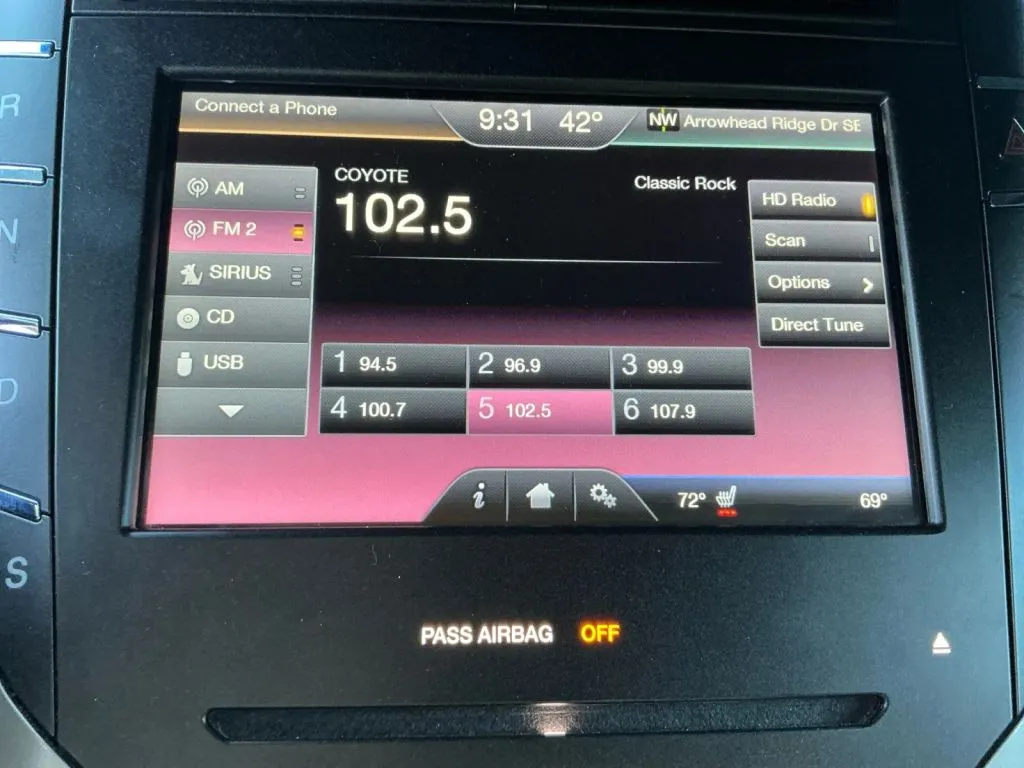 Connect a Phone
9:31 42°
NW Arrowhead Ridge Dr SE
AM
FM 2
SIRIUS
CD
USB
COYOTE
102.5
Classic Rock
HD Radio
Scan
Options
Direct Tune
1 94.5
2 96.9
3 99.9
4 100.7
5 102.5
6 107.9
i
72°
69°
R
N
D
S
PASS AIRBAG OFF